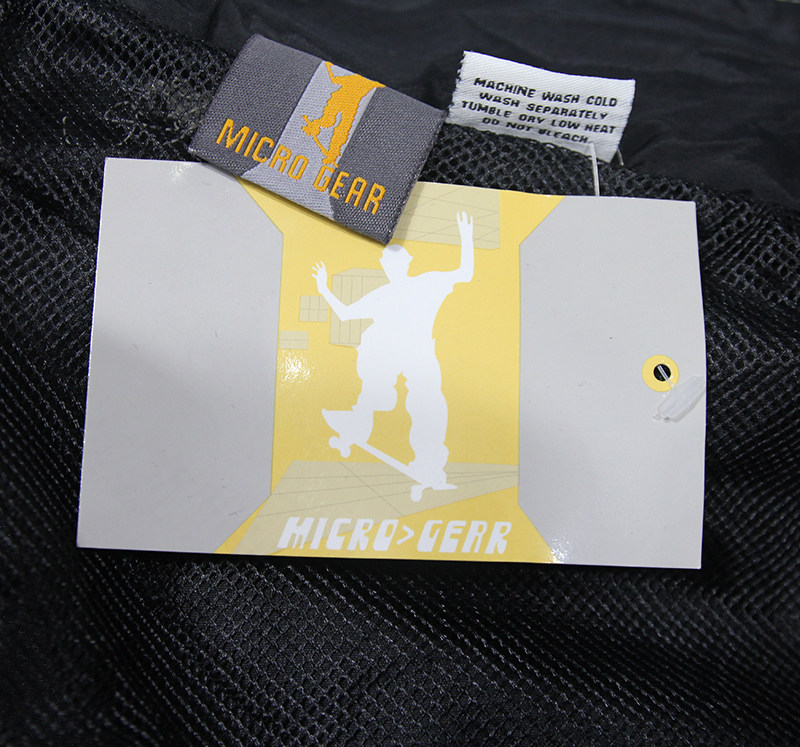 MICRO GEAR
MACHINE WASH COLD
WASH SEPARATELY
TUMBLE DRY LOW HEAT
DO NOT BLEACH
MICRO>GEAR